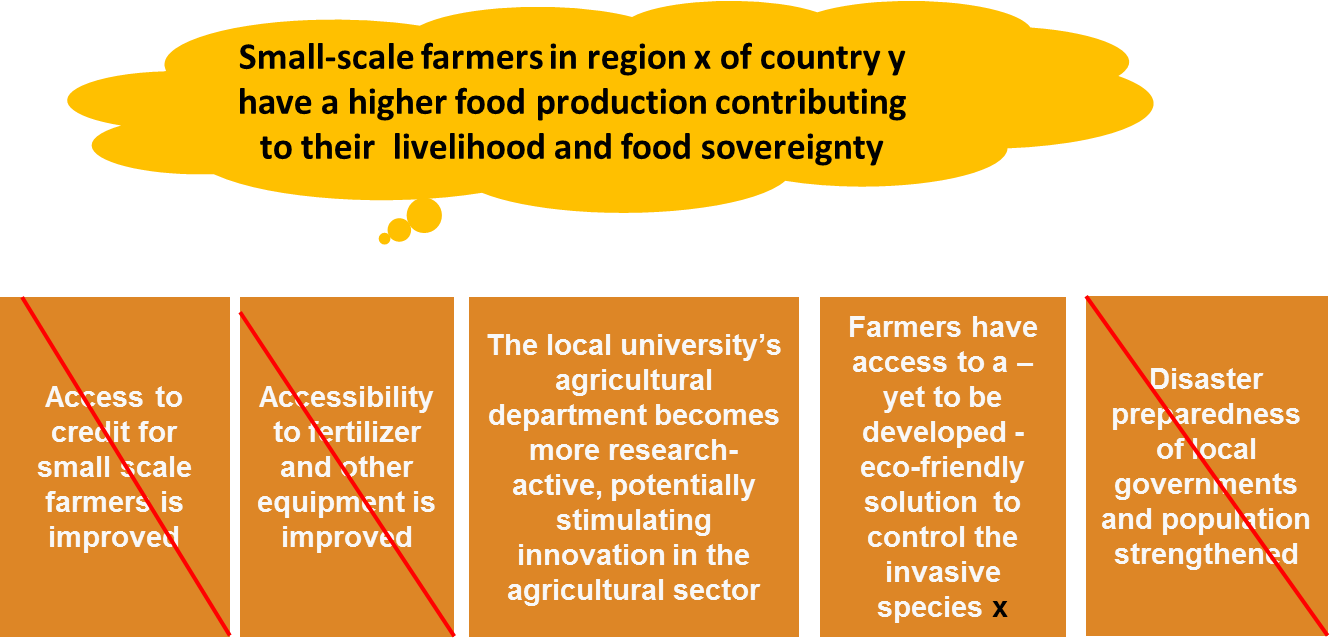 Small-scale farmers in region x of country y
have a higher food production contributing
to their livelihood and food sovereignty
Access to
credit for
small scale
farmers is
improved
Accessibility
to fertilizer
and other
equipment is
improved
The local university’s
agricultural
department becomes
more research-
active, potentially
stimulating
innovation in the
agricultural sector
Farmers have
access to a –
yet to be
developed -
eco-friendly
solution to
control the
invasive
species x
Disaster
preparedness
of local
governments
and population
strengthened